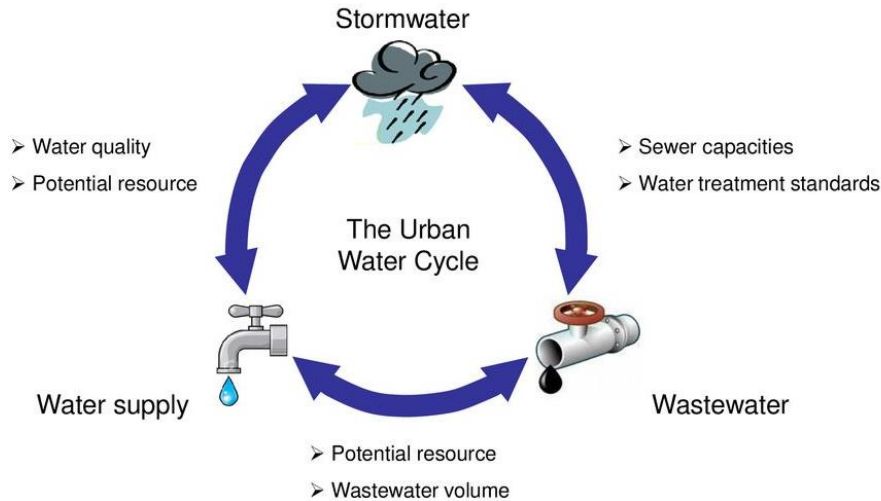 Stormwater
➢ Water quality
➢ Potential resource
➢ Sewer capacities
➢ Water treatment standards
The Urban
Water Cycle
Water supply
Wastewater
➢ Potential resource
➢ Wastewater volume